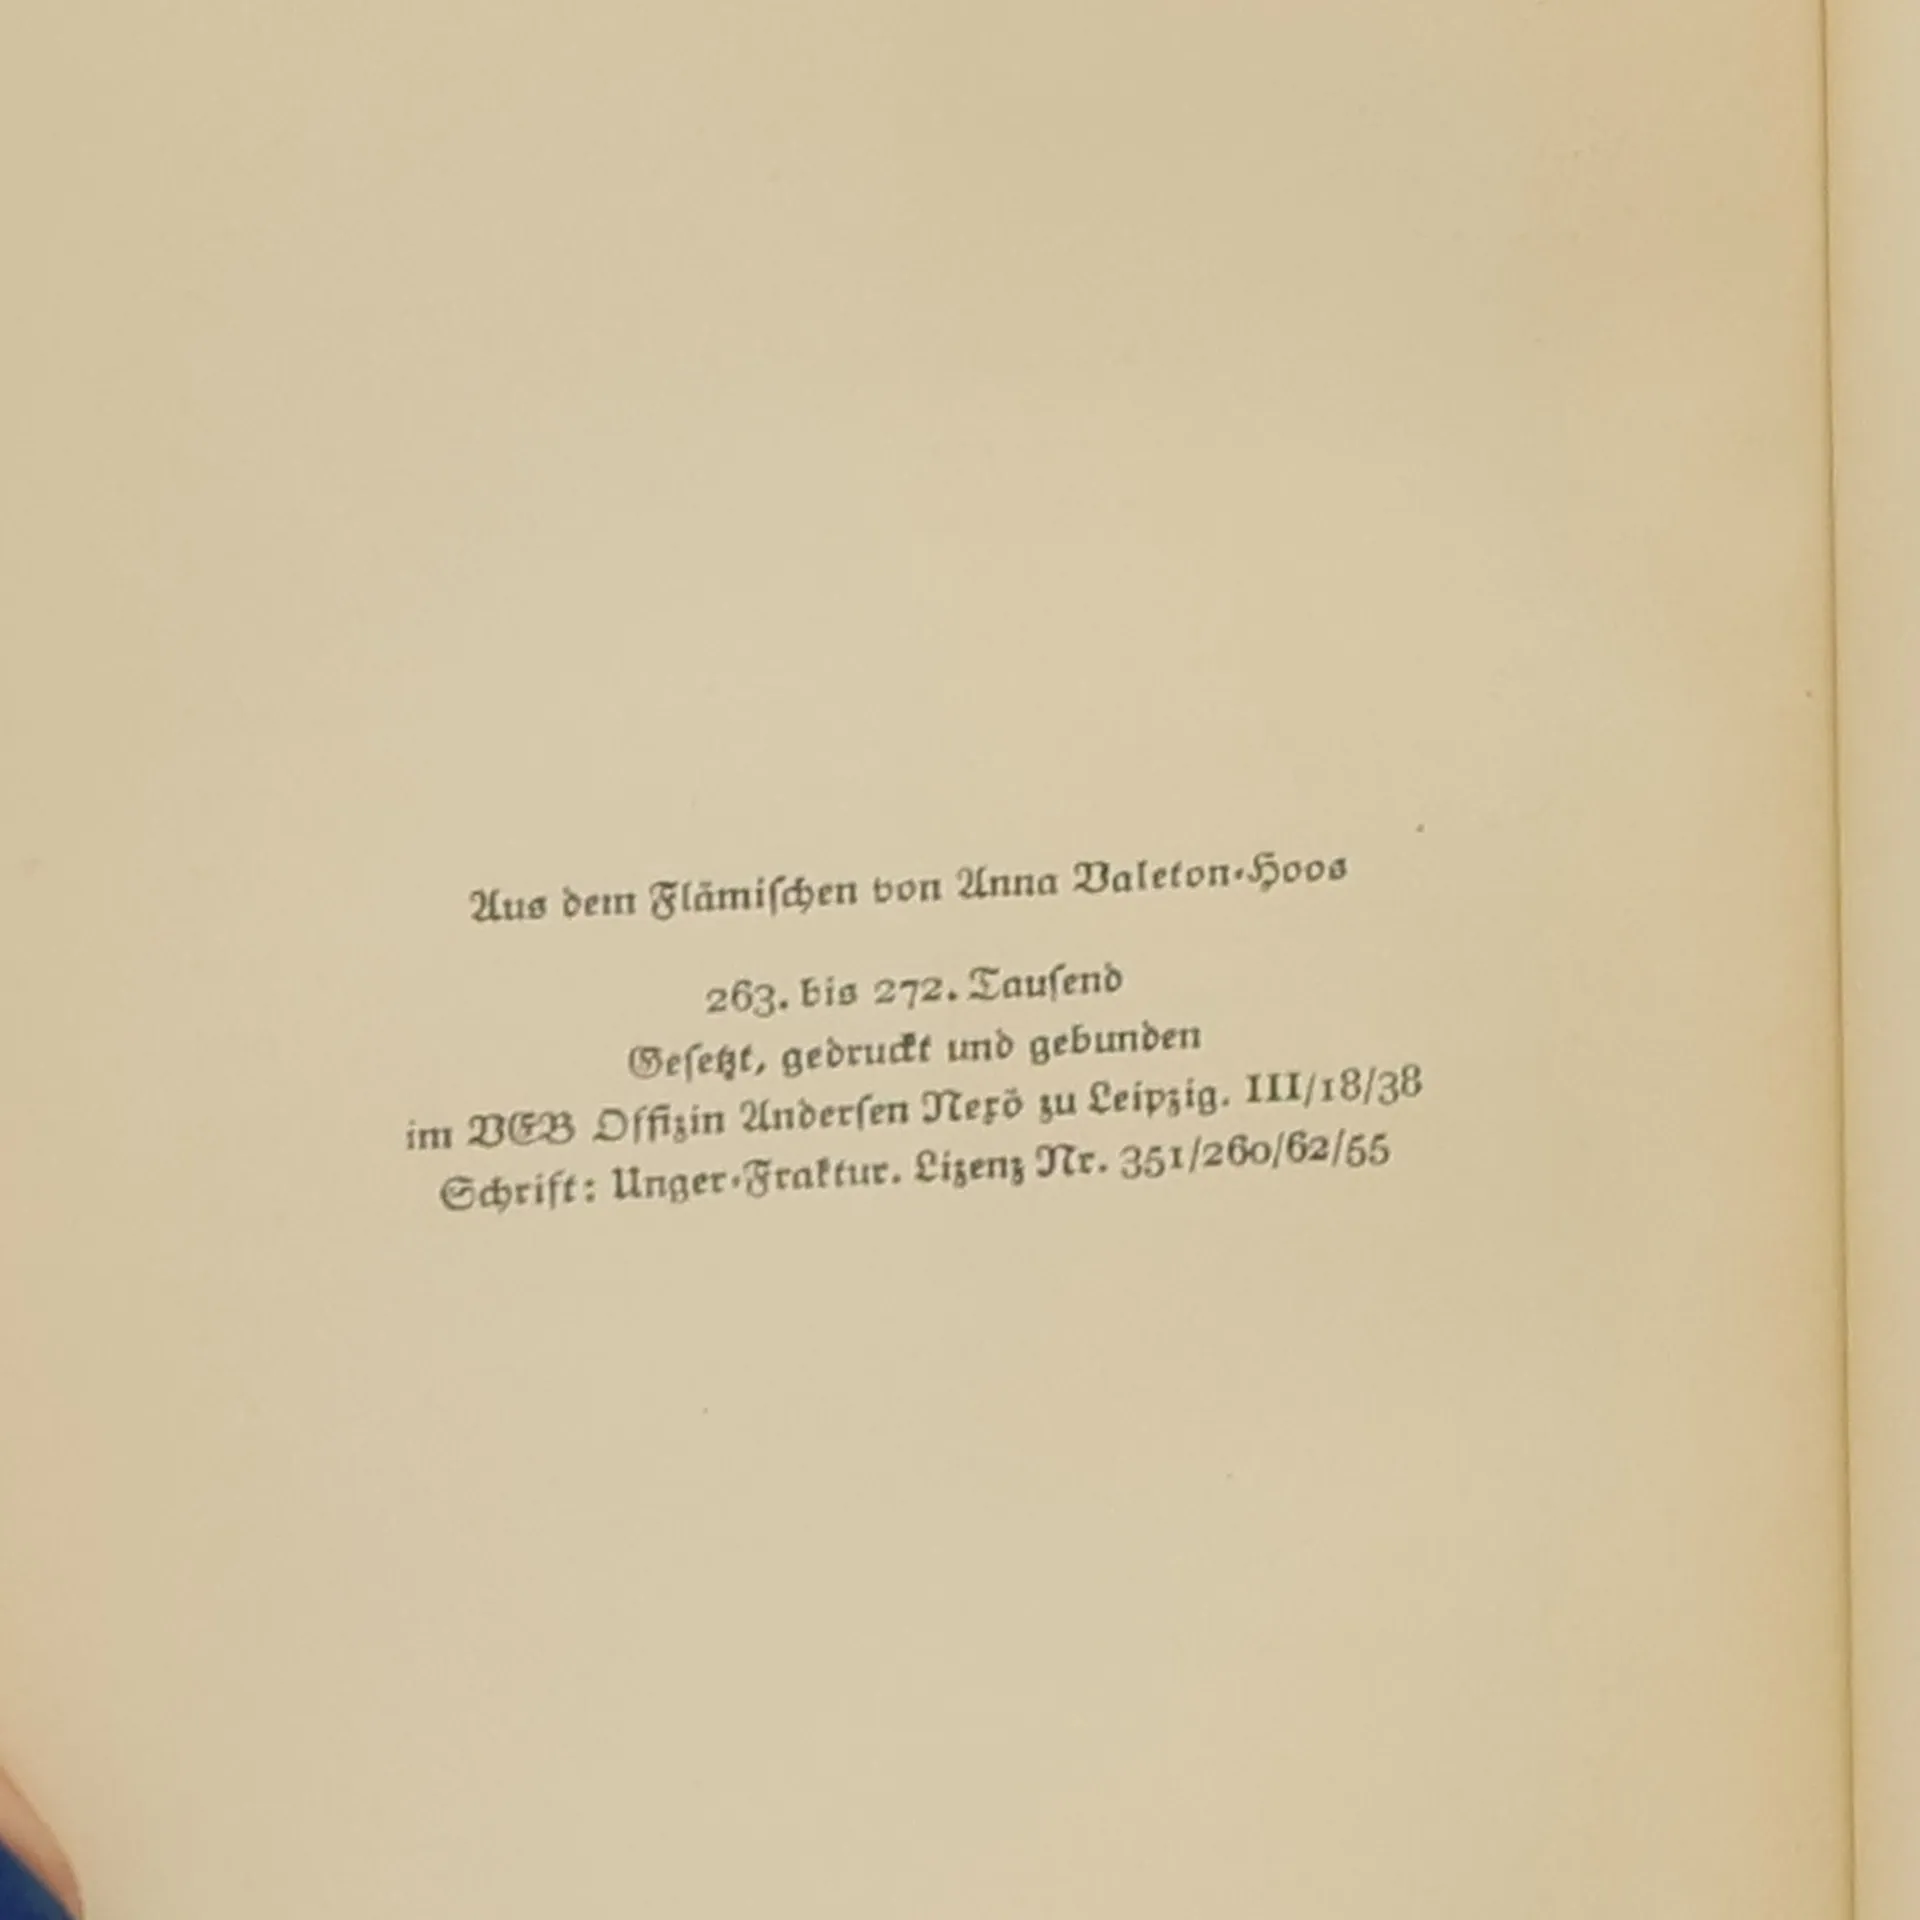 Aus dem Flämiſchen von Anna Valeton-Hoos
263. bis 272. Tauſend
Geſetzt, gedruckt und gebunden
im VEB Offizin Anderſen Nexö zu Leipzig. III/18/38
Schrift: Unger-Fraktur. Lizenz Nr. 351/260/62/55